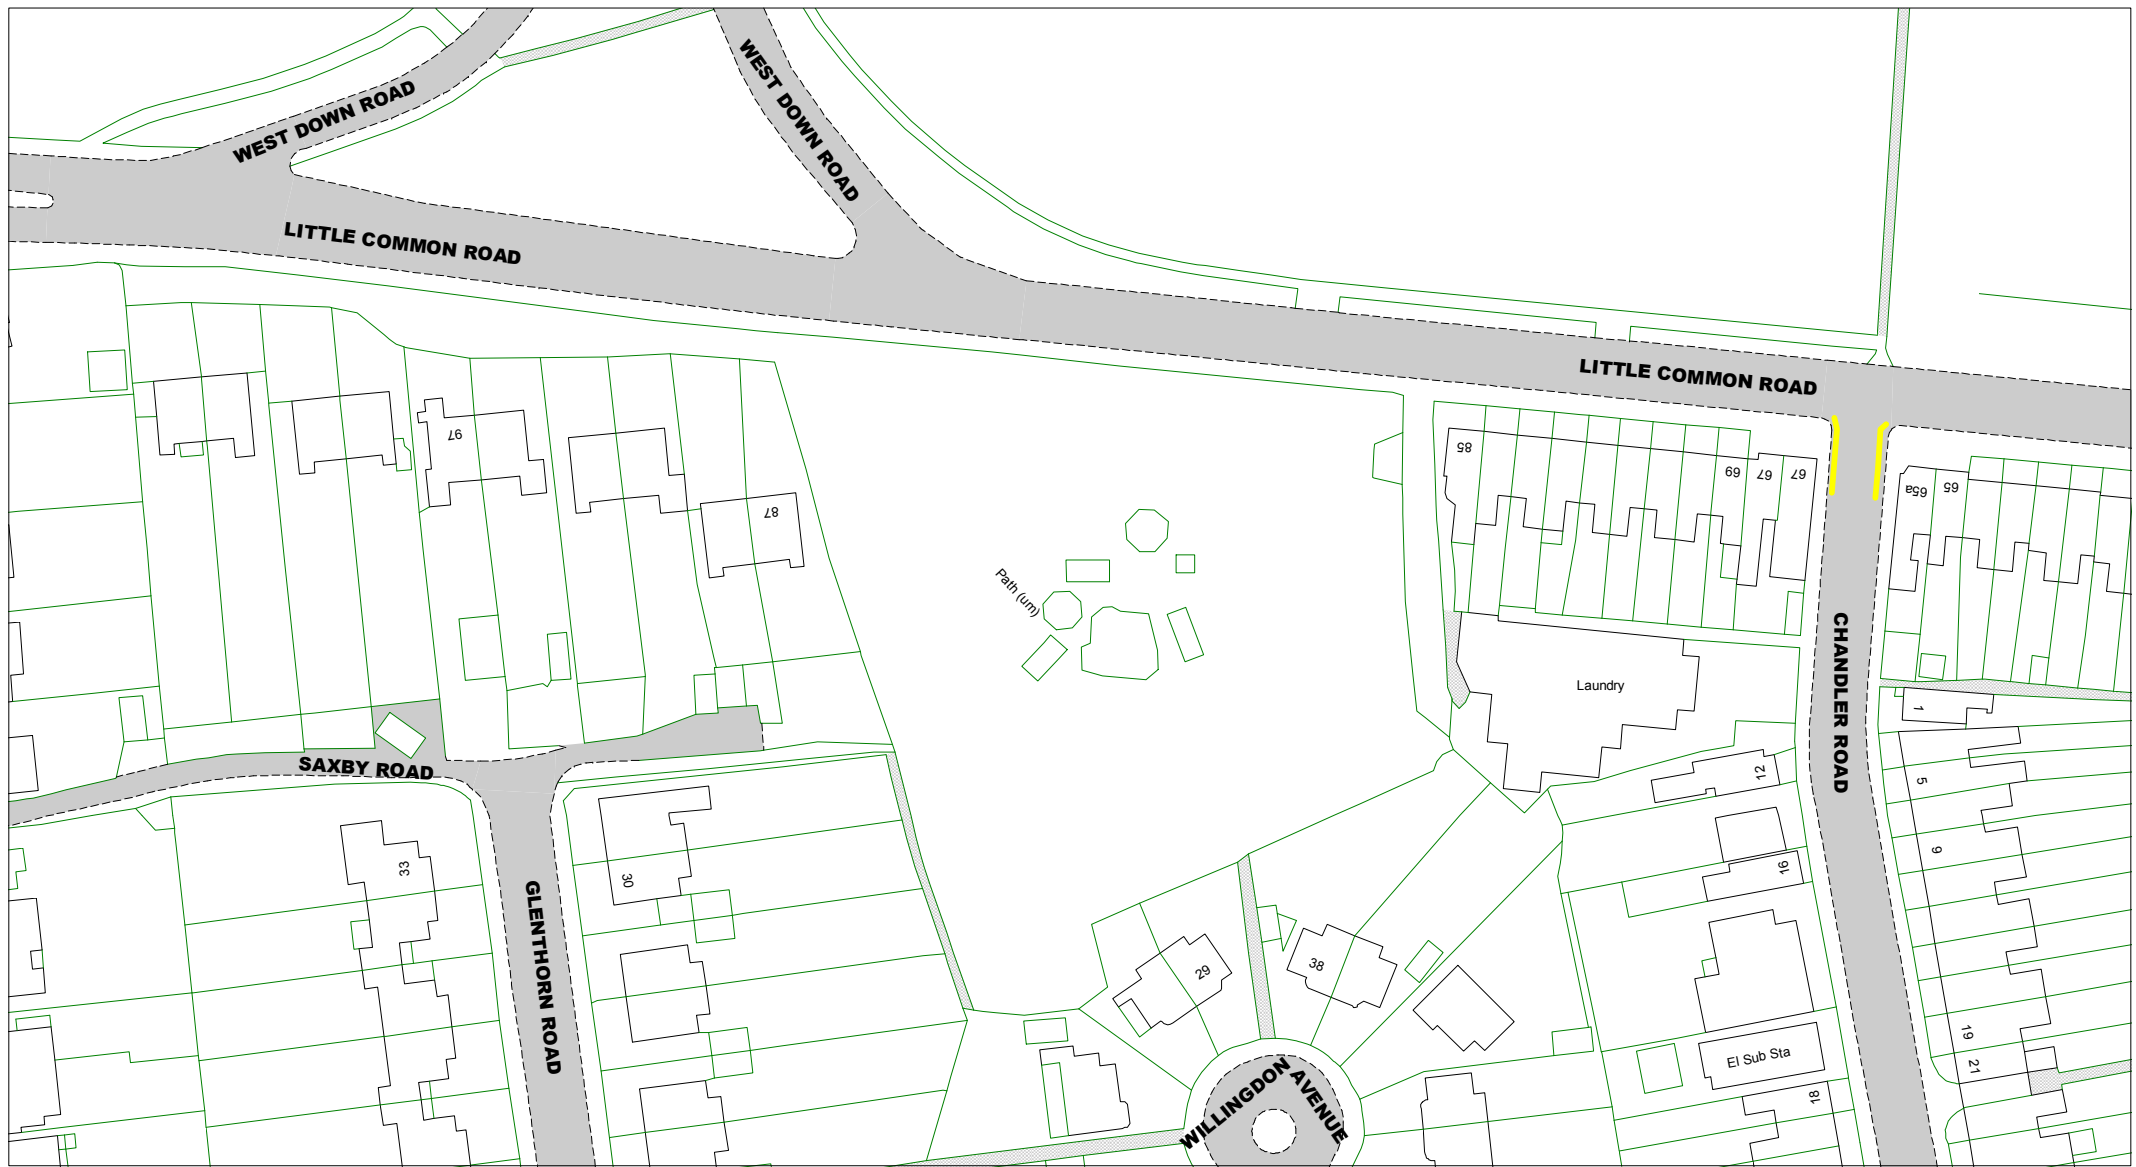 WEST DOWN ROAD
WEST DOWN ROAD
LITTLE COMMON ROAD
LITTLE COMMON ROAD
97
87
85
69
67
67
65a
65
Path (um)
Laundry
CHANDLER ROAD
1
5
9
12
16
SAXBY ROAD
33
30
GLENTHORN ROAD
29
38
19
21
El Sub Sta
18
WILLINGDON AVENUE